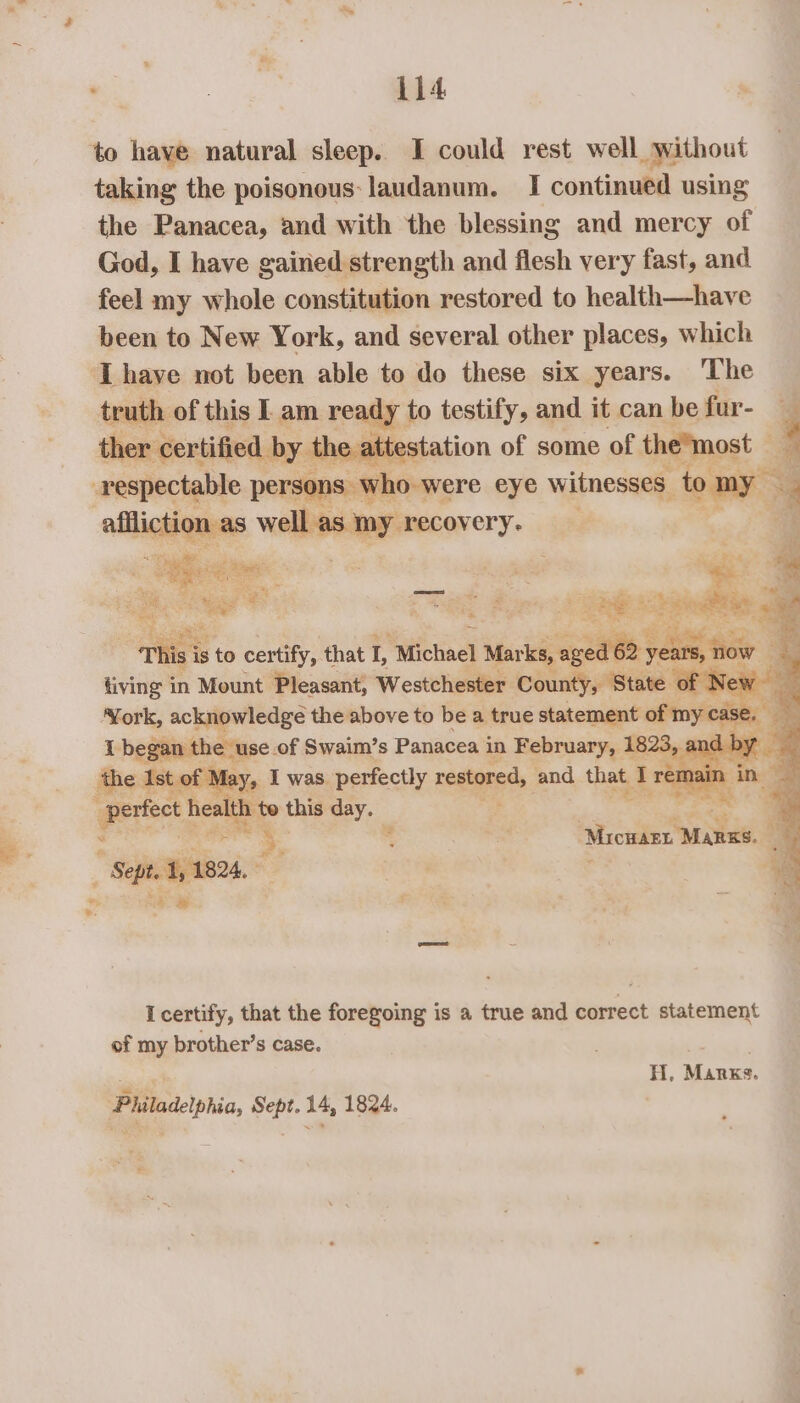 114
to have natural sleep. I could rest well without
taking the poisonous laudanum. I continued using
the Panacea, and with the blessing and mercy of
God, I have gained strength and flesh very fast, and
feel my whole constitution restored to health—have
been to New York, and several other places, which
I have not been able to do these six years. The
truth of this I am ready to testify, and it can be fur-
ther certified by the attestation of some of the most
respectable persons who were eye witnesses to my
affliction as well as my recovery.
This is to certify, that I, Michael Marks, aged 62 years, now
living in Mount Pleasant, Westchester County, State of New
York, acknowledge the above to be a true statement of my case.
I began the use of Swaim's Panacea in February, 1823, and by
the 1st of May, I was perfectly restored, and that I remain in
perfect health to this day.
Michael Marks.
Sept. 1, 1824.
I certify, that the foregoing is a true and correct statement
of my brother's case.
H. Marks.
Philadelphia, Sept. 14, 1824.